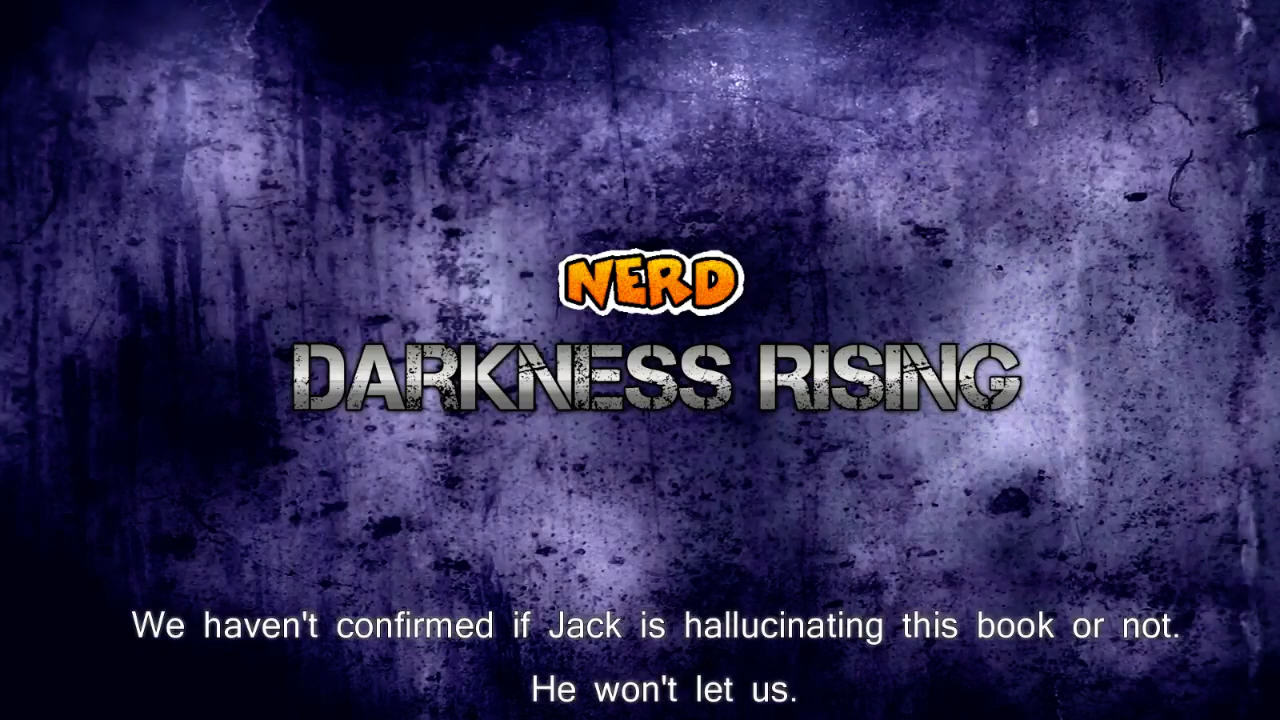 NERD
DARKNESS RISING
We haven't confirmed if Jack is hallucinating this book or not.
He won't let us.